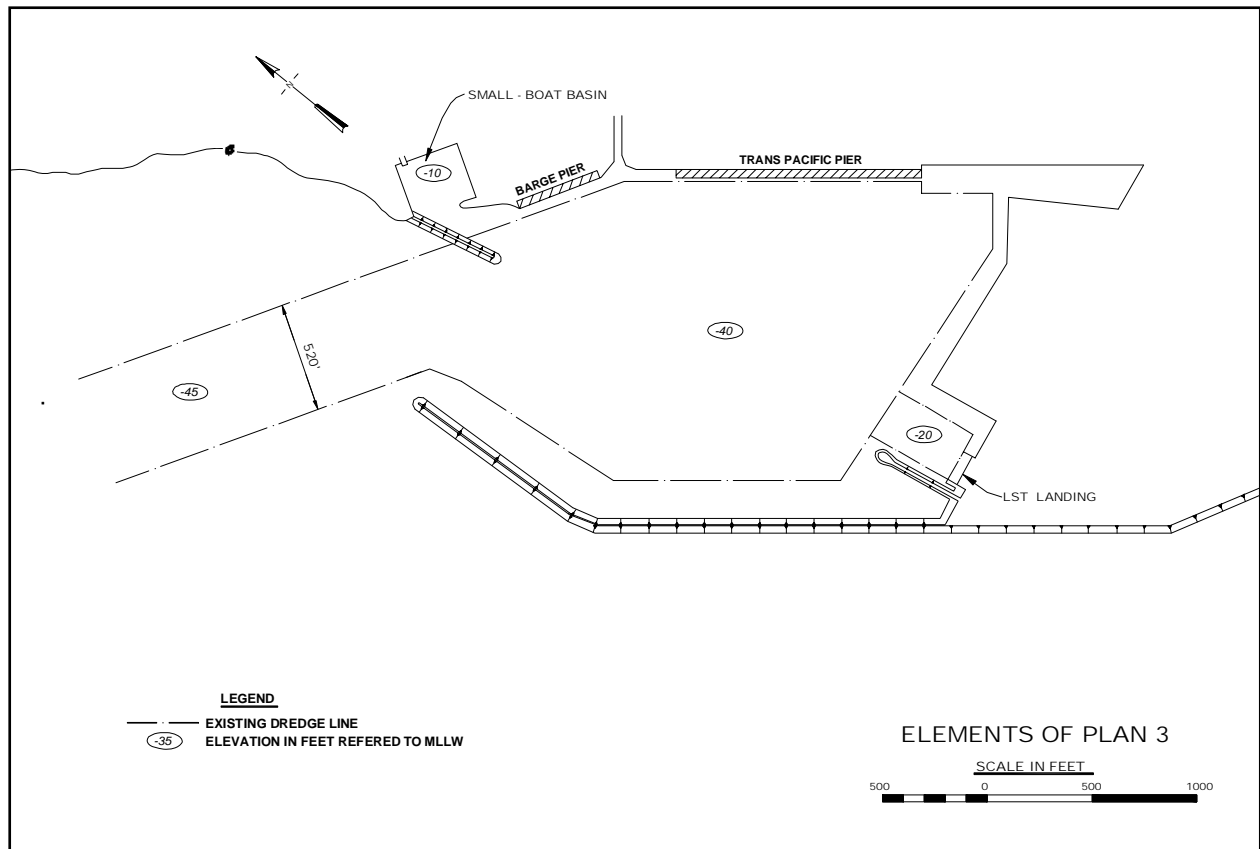 N
SMALL - BOAT BASIN
-10
BARGE PIER
TRANS PACIFIC PIER
520'
-40
-45
-20
LST LANDING
LEGEND
EXISTING DREDGE LINE
-35 ELEVATION IN FEET REFERED TO MLLW
ELEMENTS OF PLAN 3
SCALE IN FEET
500 0 500 1000